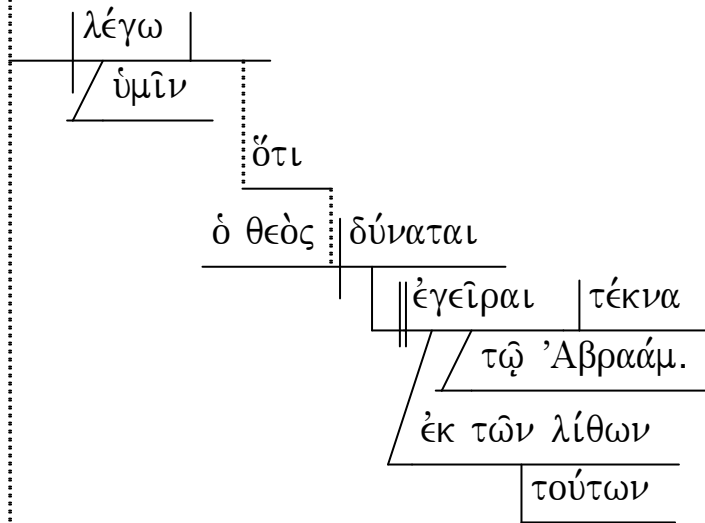 λέγω
ὑμῖν
ὅτι
ὁ θεὸς δύναται
ἐγεῖραι τέκνα
τῷ Ἀβραάμ.
ἐκ τῶν λίθων
τούτων